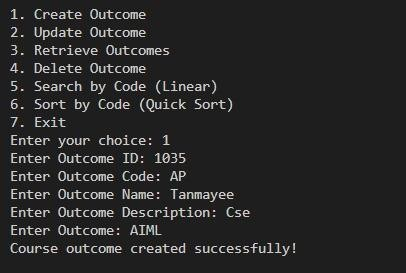 1. Create Outcome
2. Update Outcome
3. Retrieve Outcomes
4. Delete Outcome
5. Search by Code (Linear)
6. Sort by Code (Quick Sort)
7. Exit
Enter your choice: 1
Enter Outcome ID: 1035
Enter Outcome Code: AP
Enter Outcome Name: Tanmayee
Enter Outcome Description: Cse
Enter Outcome: AIML
Course outcome created successfully!